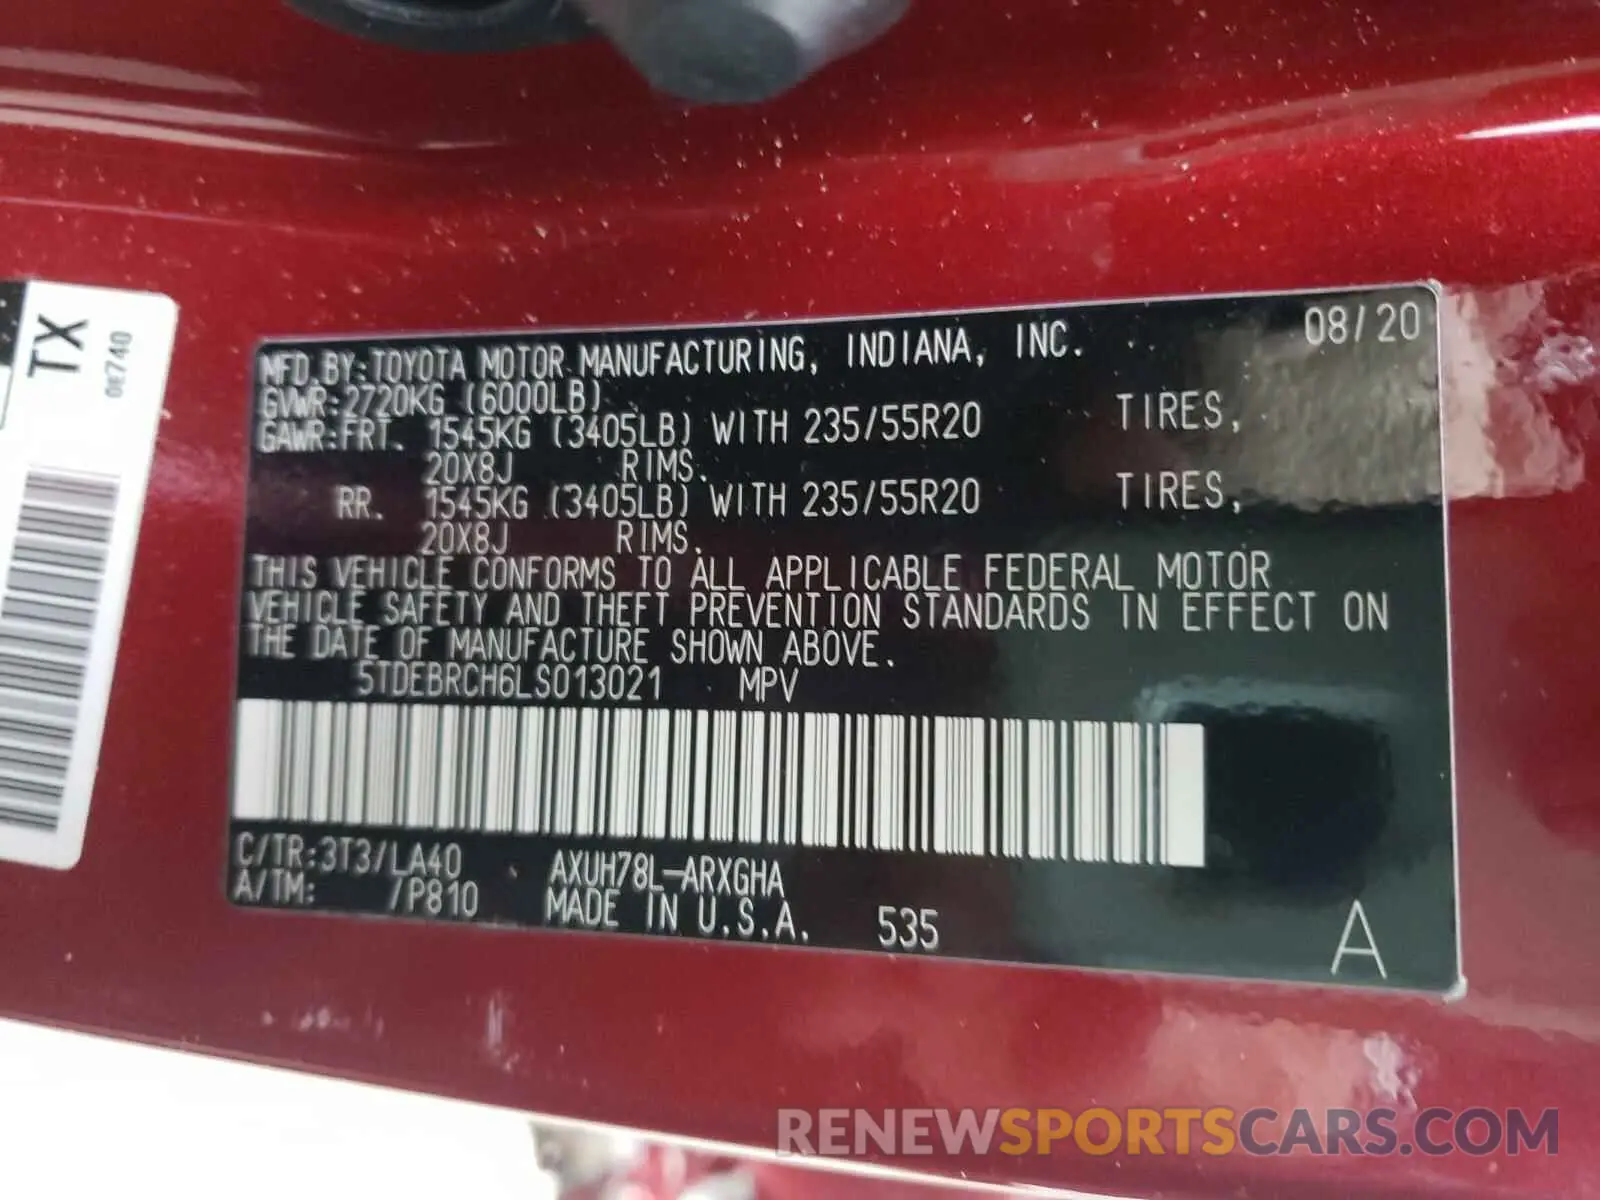 TX
0E740
08/20
MFD.BY:TOYOTA MOTOR MANUFACTURING, INDIANA, INC.
GVWR:2720KG (6000LB)
GAWR:FRT. 1545KG (3405LB) WITH 235/55R20 TIRES,
20X8J RIMS.
RR. 1545KG (3405LB) WITH 235/55R20 TIRES,
20X8J RIMS.
THIS VEHICLE CONFORMS TO ALL APPLICABLE FEDERAL MOTOR
VEHICLE SAFETY AND THEFT PREVENTION STANDARDS IN EFFECT ON
THE DATE OF MANUFACTURE SHOWN ABOVE.
5TDEBRCH6LS013021 MPV
C/TR:3T3/LA40 AXUH78L-ARXGHA
A/TM: /P810 MADE IN U.S.A. 535
A
RENEWSPORTSCARS.COM